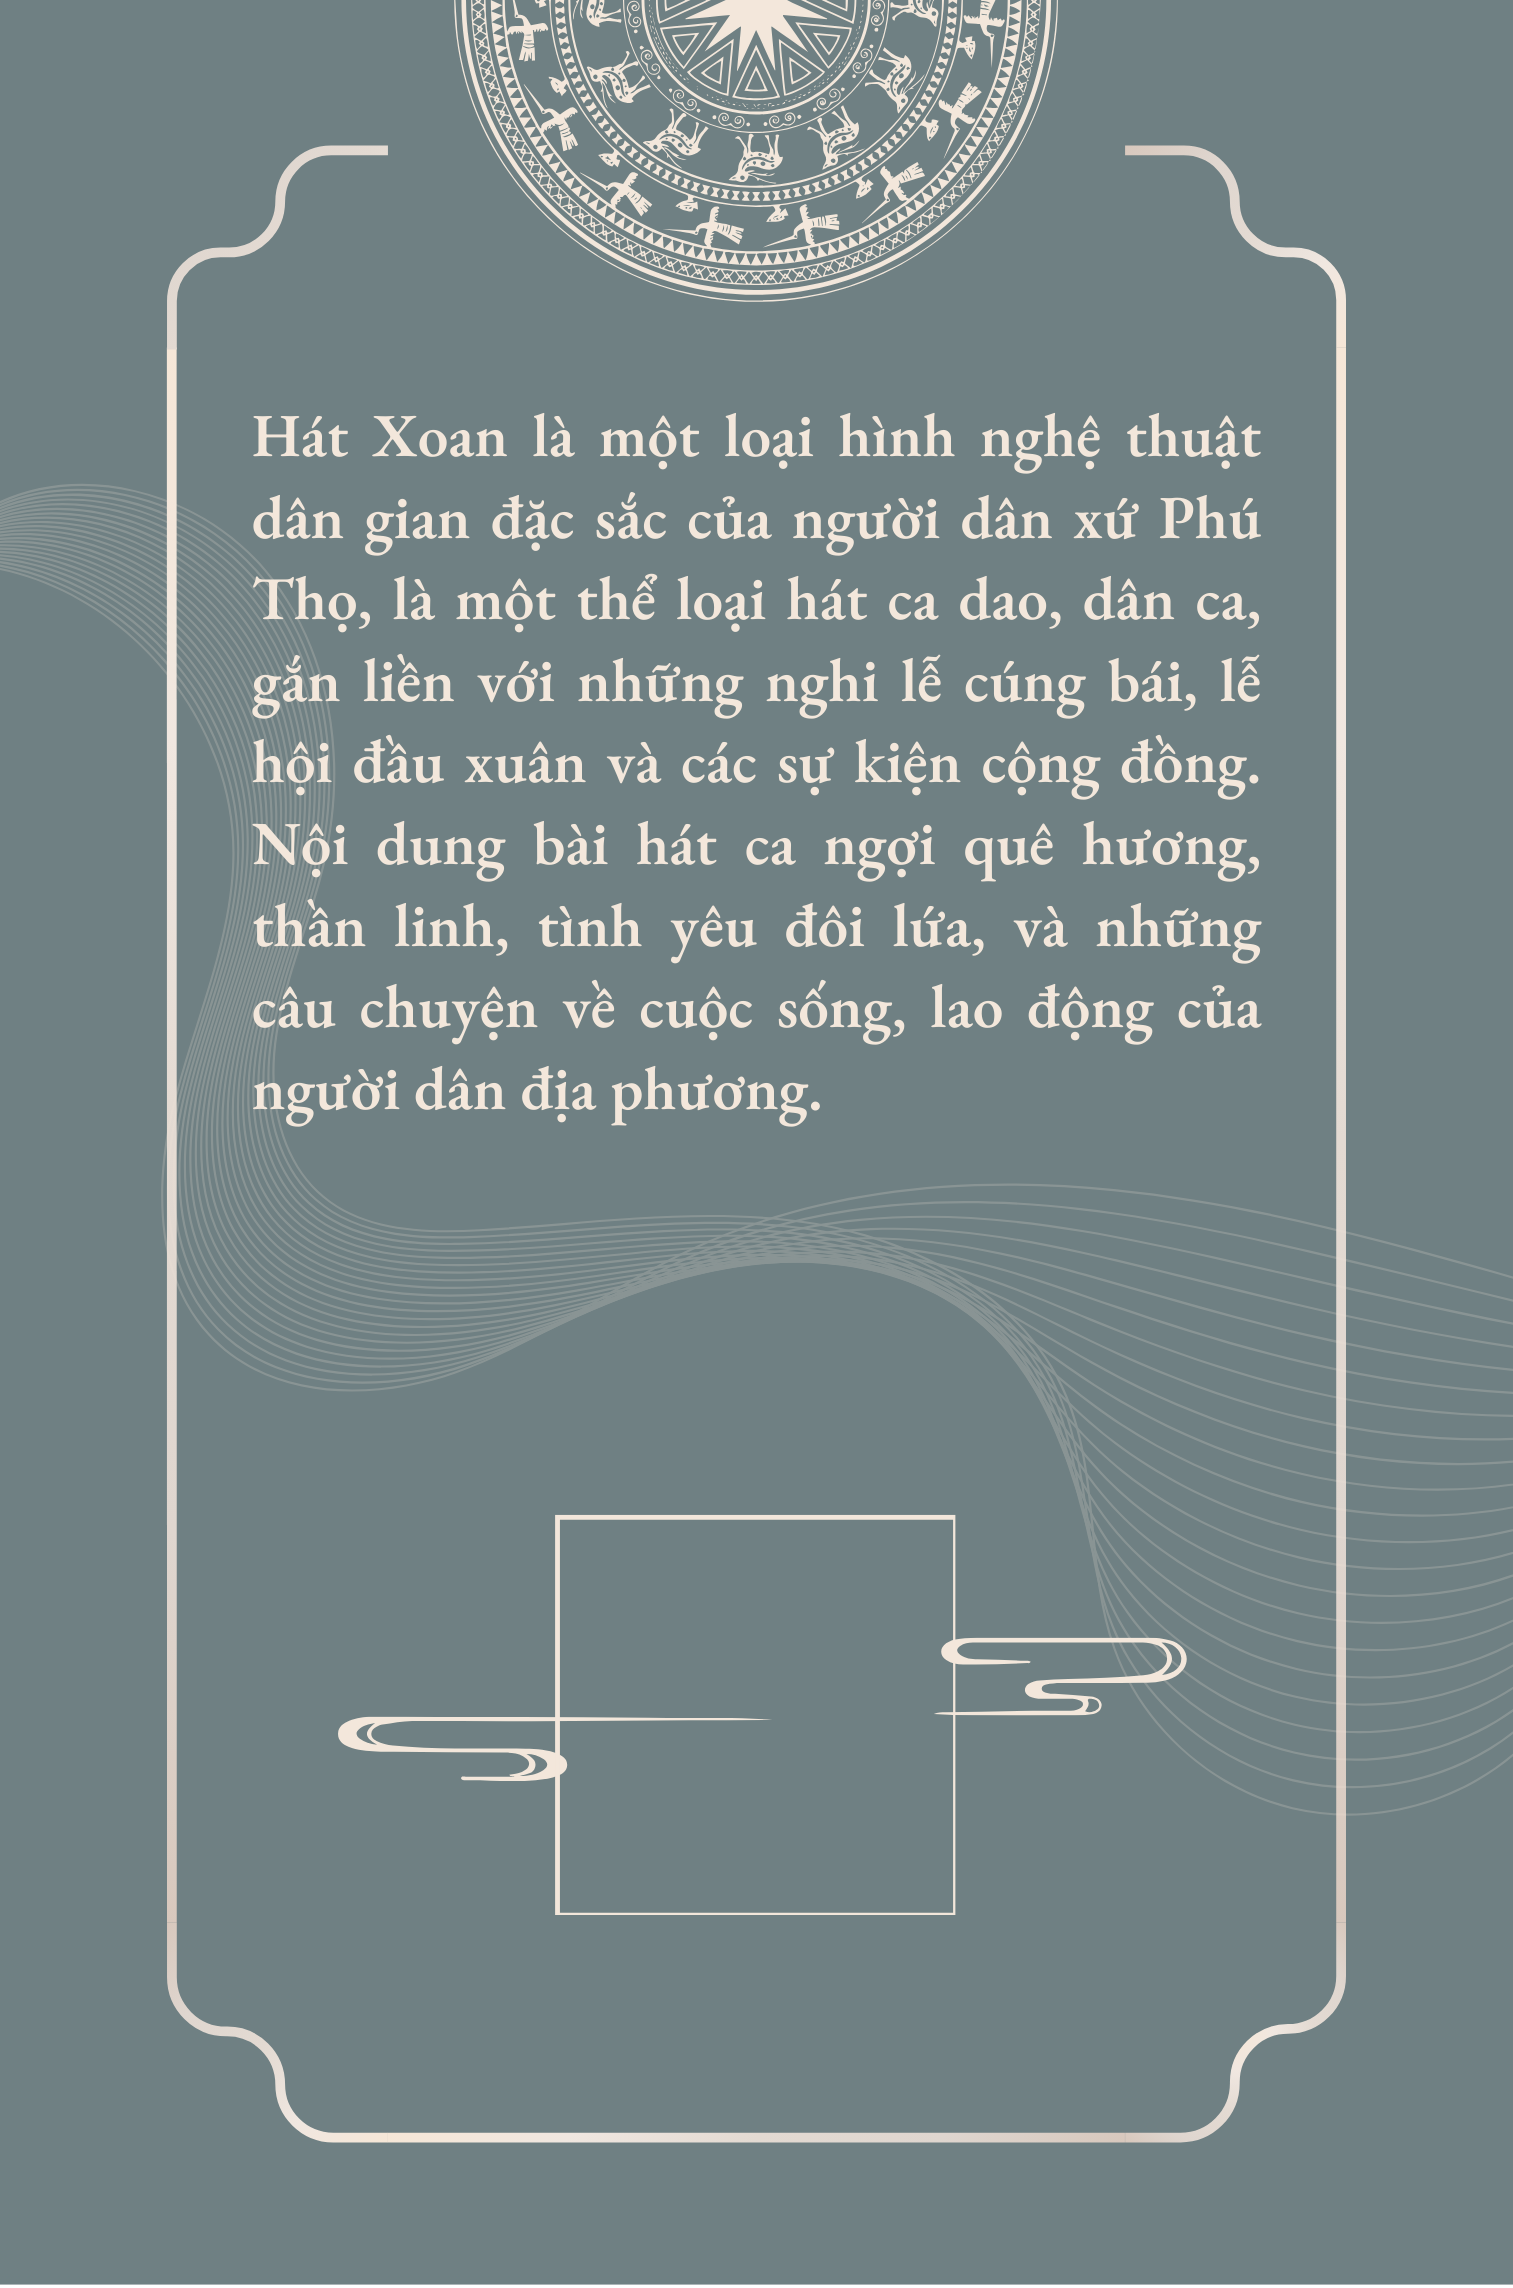 Hát Xoan là một loại hình nghệ thuật
dân gian đặc sắc của người dân xứ Phú
Thọ, là một thể loại hát ca dao, dân ca,
gắn liền với những nghi lễ cúng bái, lễ
hội đầu xuân và các sự kiện cộng đồng.
Nội dung bài hát ca ngợi quê hương,
thần linh, tình yêu đôi lứa, và những
câu chuyện về cuộc sống, lao động của
người dân địa phương.